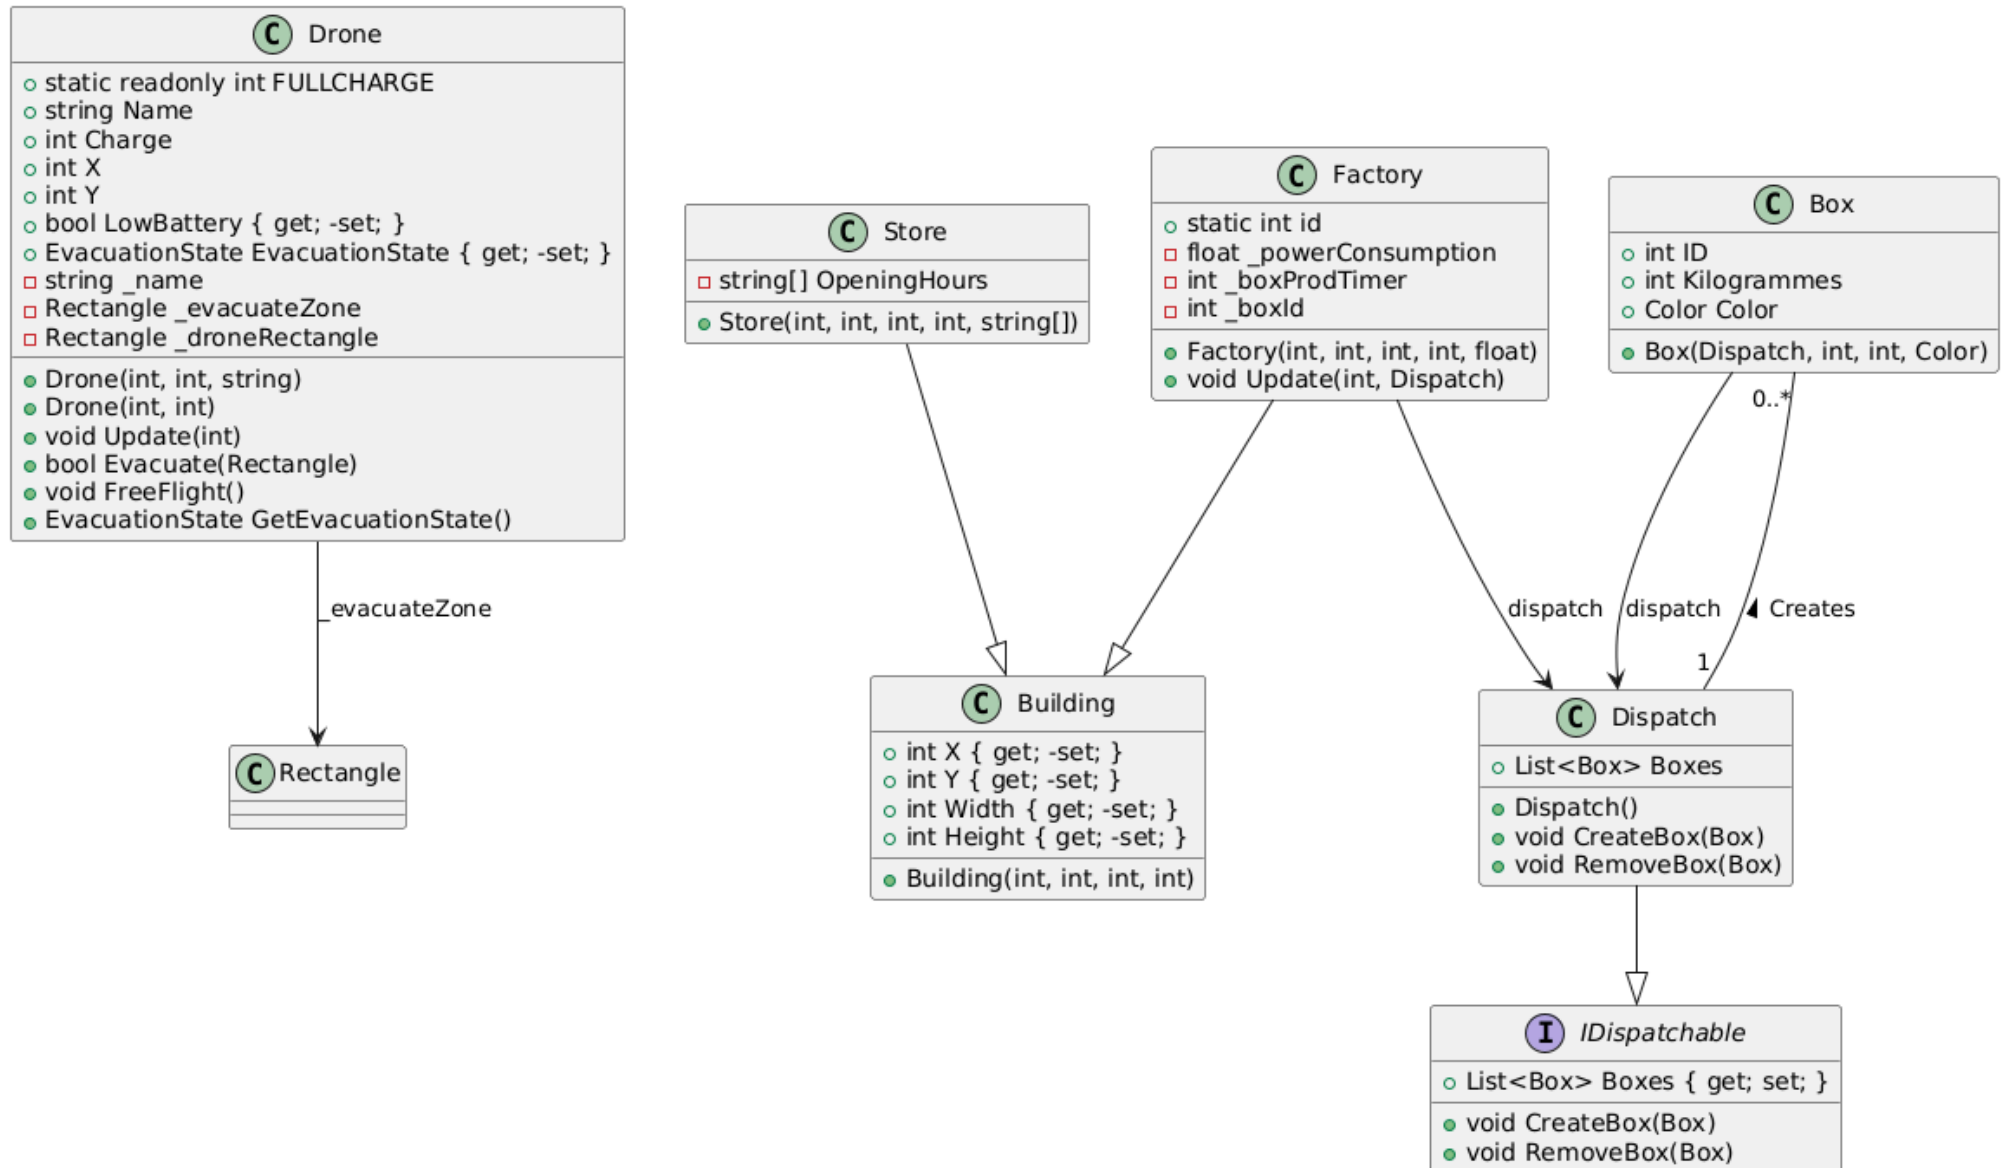 C Drone
static readonly int FULLCHARGE
string Name
int Charge
int X
int Y
bool LowBattery { get; -set; }
EvacuationState EvacuationState { get; -set; }
string _name
Rectangle _evacuateZone
Rectangle _droneRectangle
Drone(int, int, string)
Drone(int, int)
void Update(int)
bool Evacuate(Rectangle)
void FreeFlight()
EvacuationState GetEvacuationState()
_evacuateZone
C Rectangle
C Store
string[] OpeningHours
Store(int, int, int, int, string[])
C Factory
static int id
float _powerConsumption
int _boxProdTimer
int _boxId
Factory(int, int, int, int, float)
void Update(int, Dispatch)
C Box
int ID
int Kilogrammes
Color Color
Box(Dispatch, int, int, Color)
0..*
dispatch
dispatch
Creates
1
C Building
int X { get; -set; }
int Y { get; -set; }
int Width { get; -set; }
int Height { get; -set; }
Building(int, int, int, int)
C Dispatch
List<Box> Boxes
Dispatch()
void CreateBox(Box)
void RemoveBox(Box)
I IDispatchable
List<Box> Boxes { get; set; }
void CreateBox(Box)
void RemoveBox(Box)